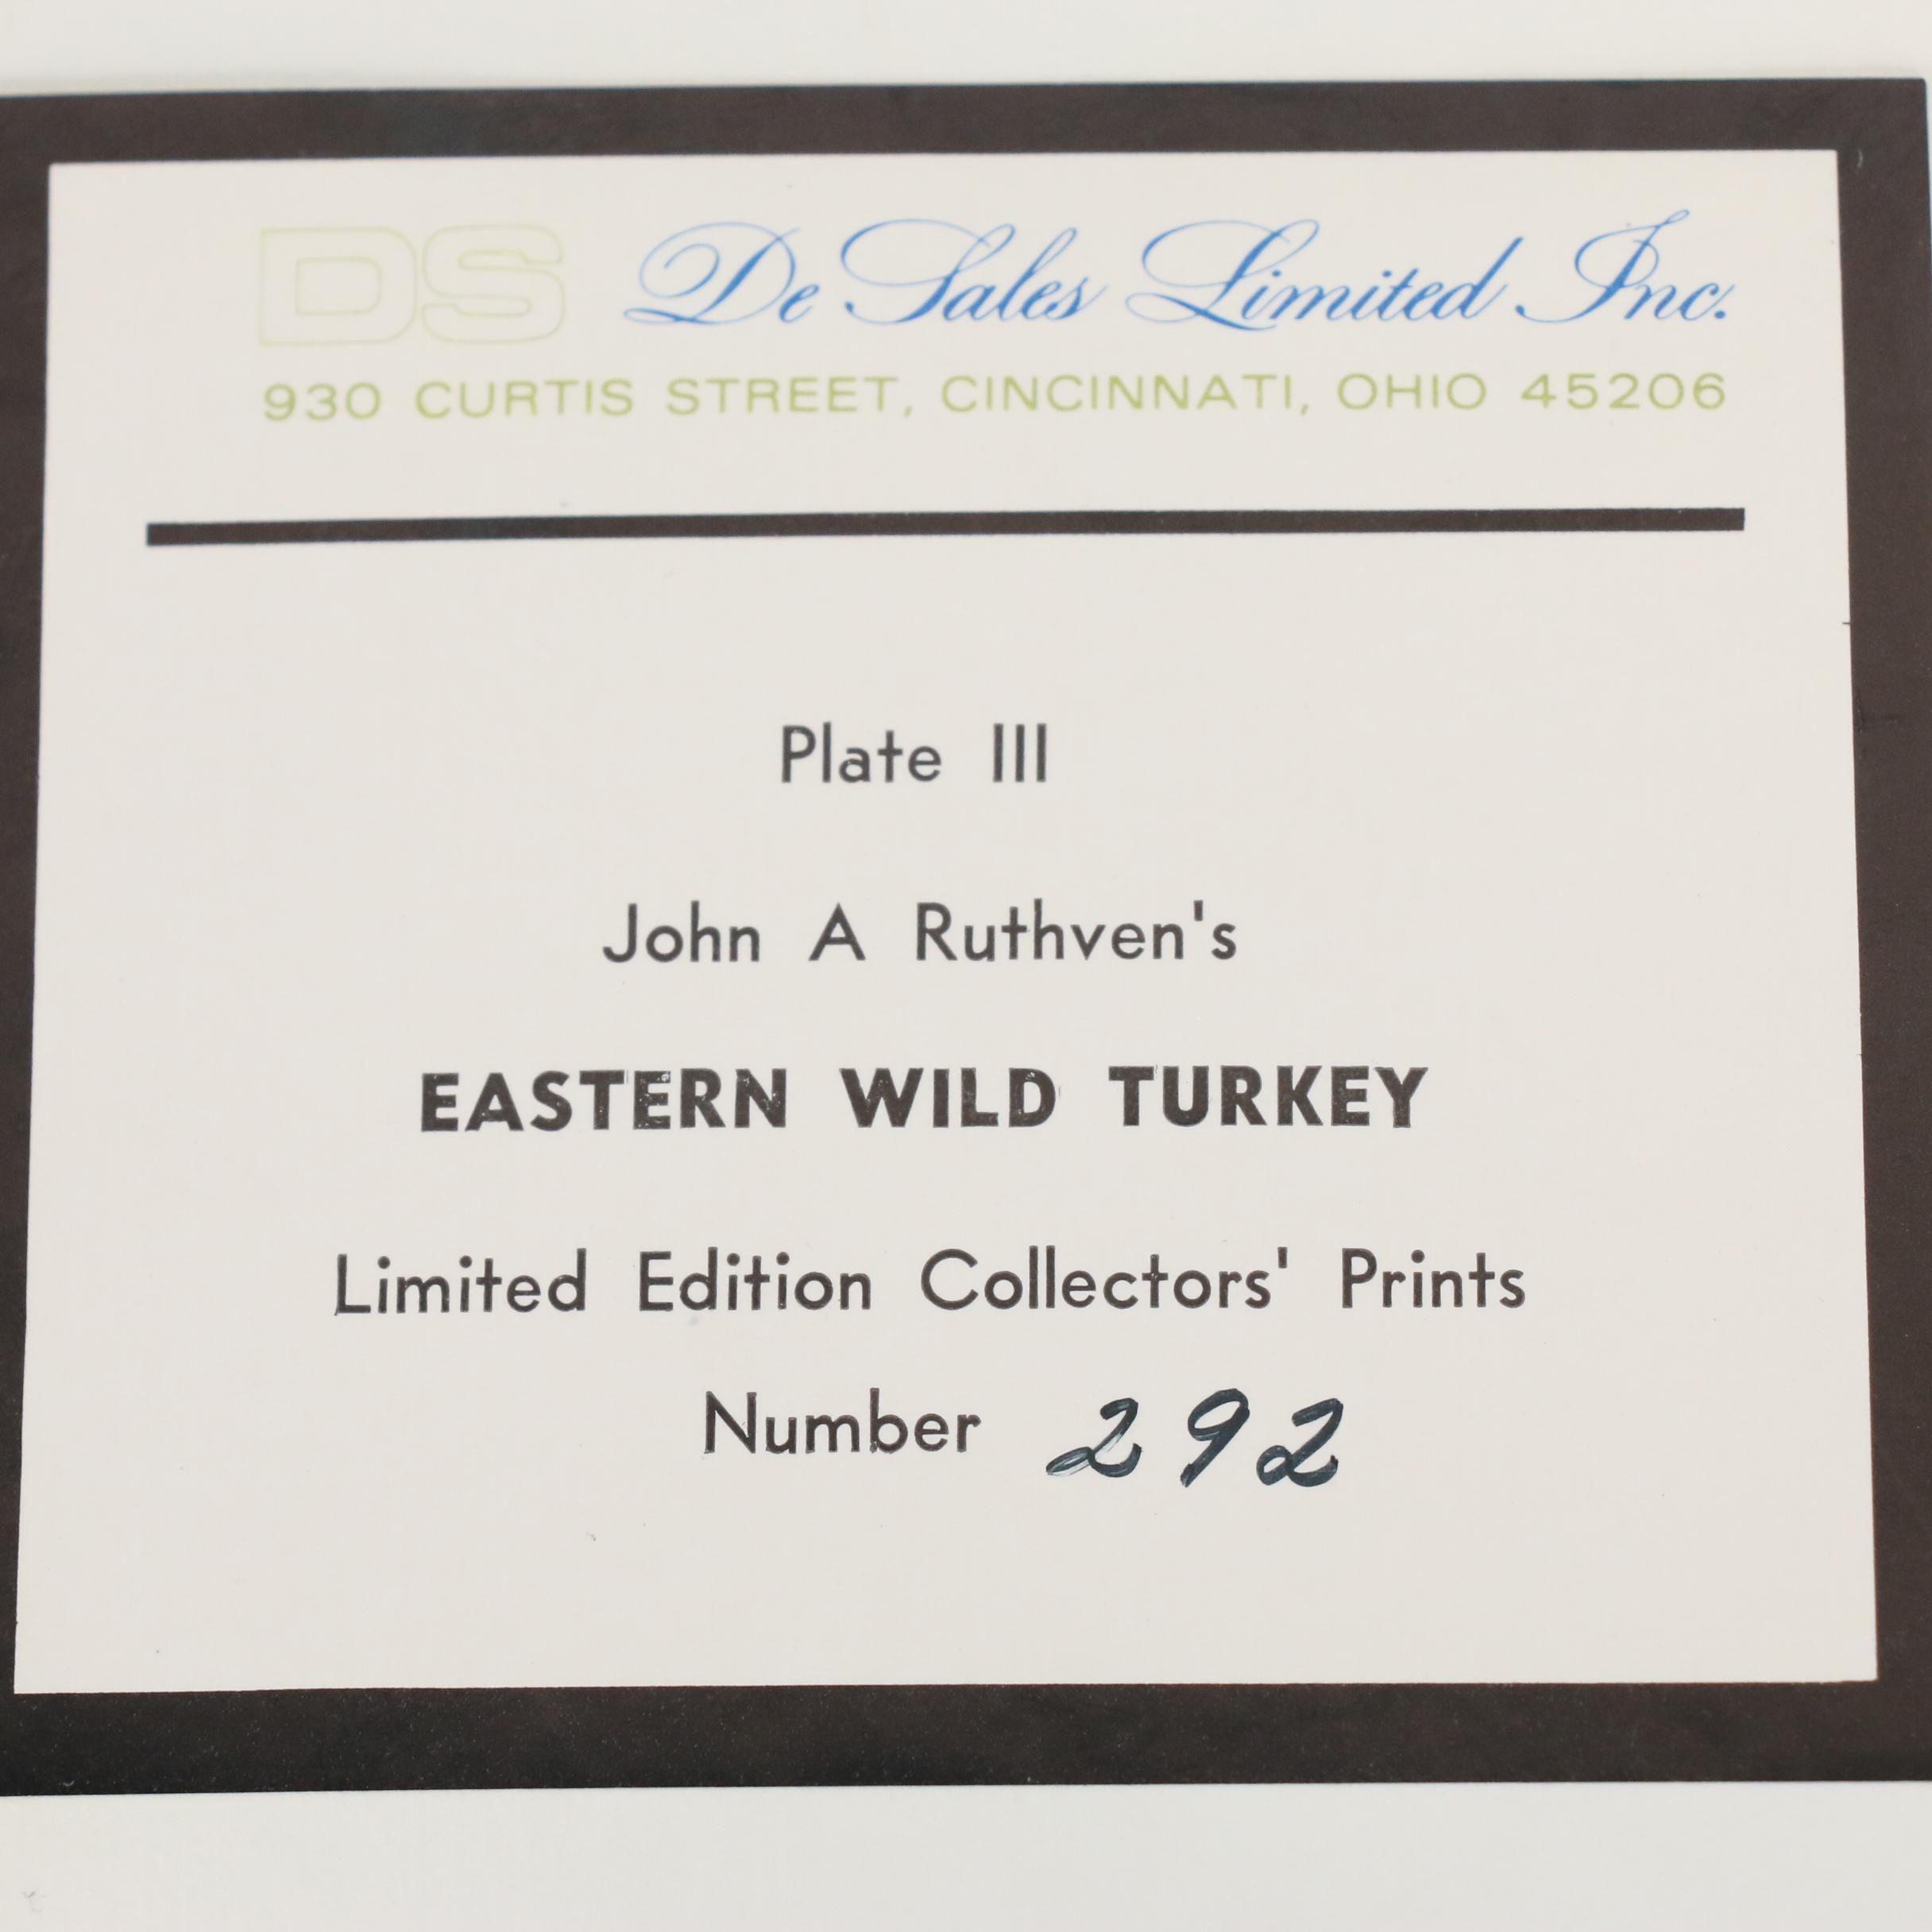 DS De Sales Limited Inc.
930 CURTIS STREET, CINCINNATI, OHIO 45206
Plate III
John A Ruthven's
EASTERN WILD TURKEY
Limited Edition Collectors' Prints
Number 292